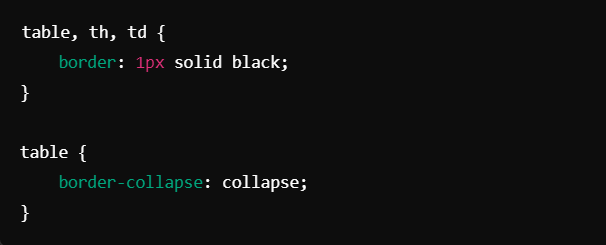 table, th, td {
    border: 1px solid black;
}

table {
    border-collapse: collapse;
}